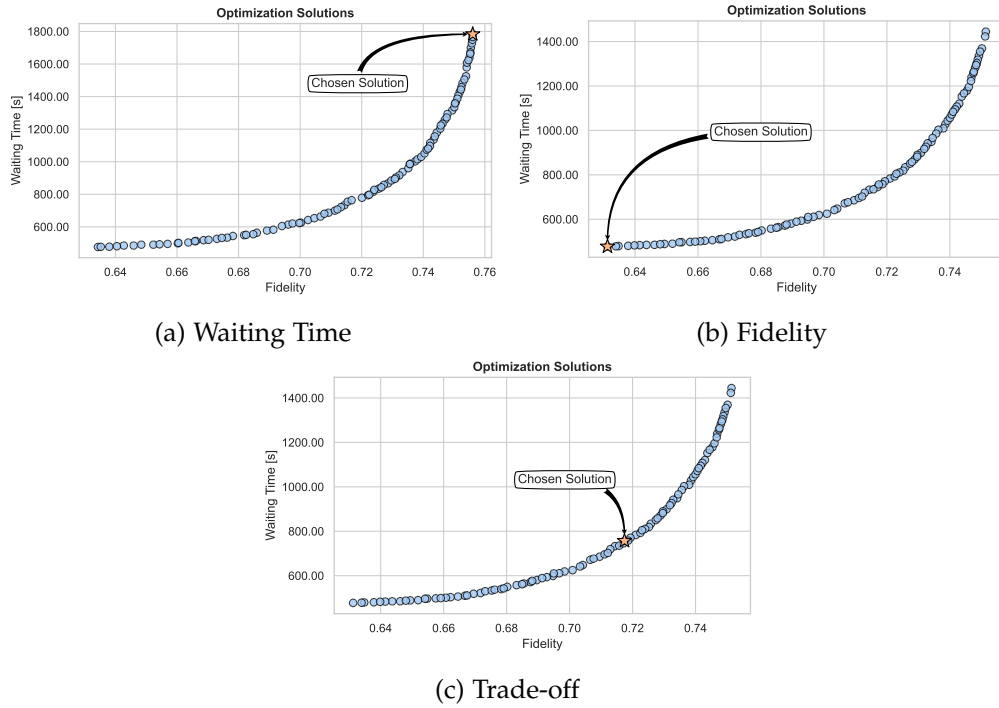 Optimization Solutions
1800.00
1600.00
1400.00
1200.00
1000.00
800.00
600.00
Waiting Time [s]
Chosen Solution
0.64 0.66 0.68 0.70 0.72 0.74 0.76
Fidelity
(a) Waiting Time
Optimization Solutions
1400.00
1200.00
1000.00
800.00
600.00
Waiting Time [s]
Chosen Solution
0.64 0.66 0.68 0.70 0.72 0.74
Fidelity
(b) Fidelity
Optimization Solutions
1400.00
1200.00
1000.00
800.00
600.00
Waiting Time [s]
Chosen Solution
0.64 0.66 0.68 0.70 0.72 0.74
Fidelity
(c) Trade-off